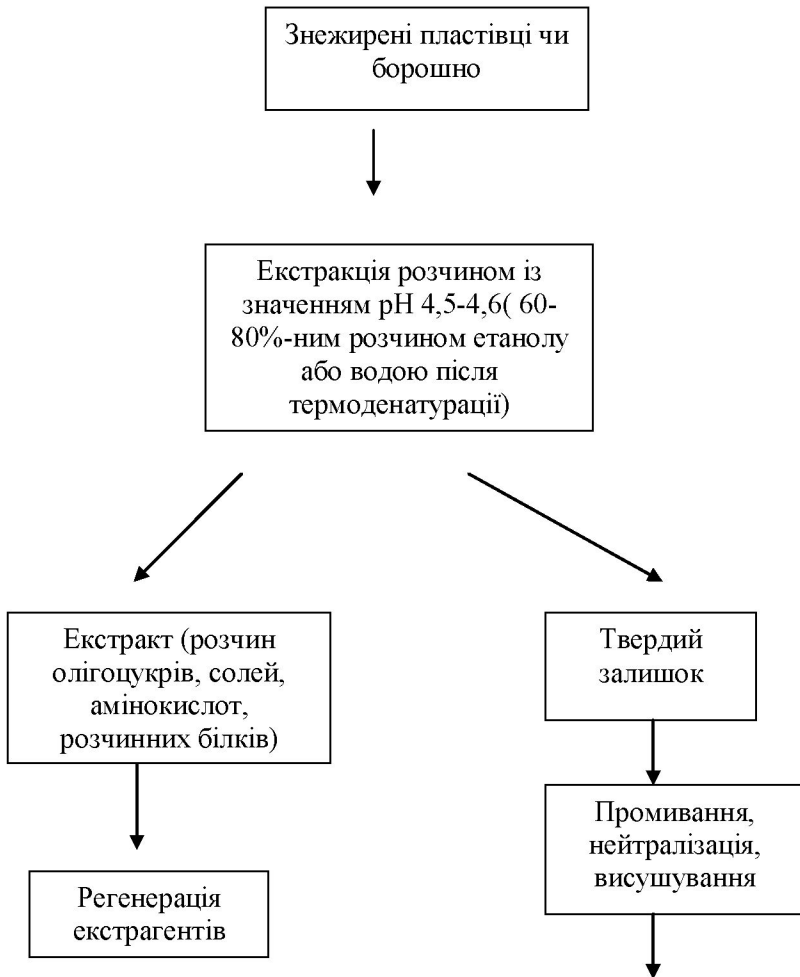 Знежирені пластівці чи
борошно
Екстракція розчином із
значенням рН 4,5-4,6( 60-
80%-ним розчином етанолу
або водою після
термоденатурації)
Екстракт (розчин
олігоцукрів, солей,
амінокислот,
розчинних білків)
Твердий
залишок
Промивання,
нейтралізація,
висушування
Регенерація
екстрагентів